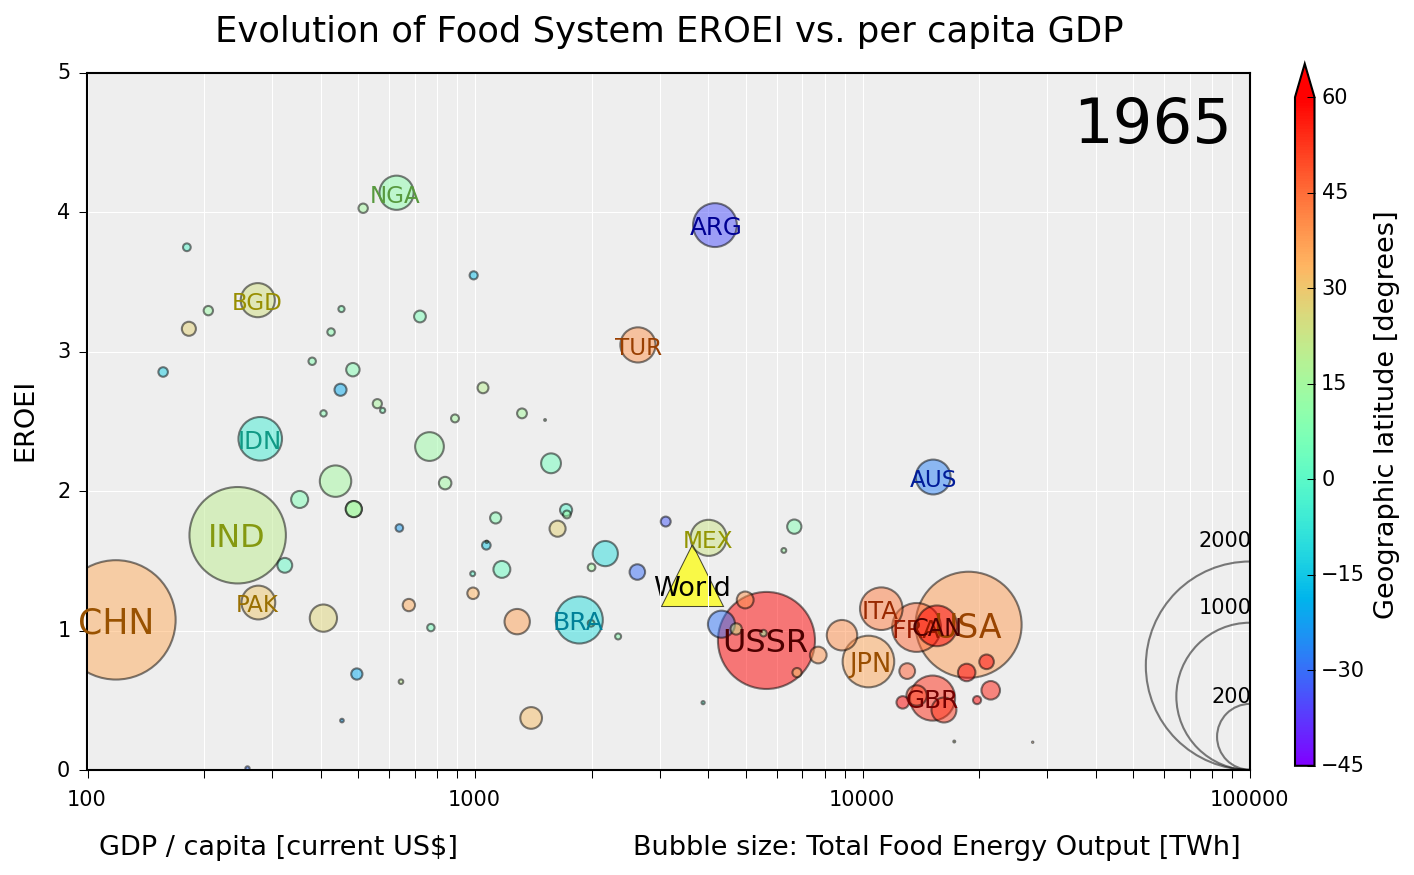 Evolution of Food System EROEI vs. per capita GDP
1965
5
4
3
2
1
0
EROEI
NGA
ARG
BGD
TUR
IDN
AUS
IND
MEX
World
CHN
PAK
BRA
USSR
ITA
FRA
CAN
USA
JPN
GBR
2000
1000
200
100
1000
10000
100000
GDP / capita [current US$]
Bubble size: Total Food Energy Output [TWh]
60
45
30
15
0
−15
−30
−45
Geographic latitude [degrees]